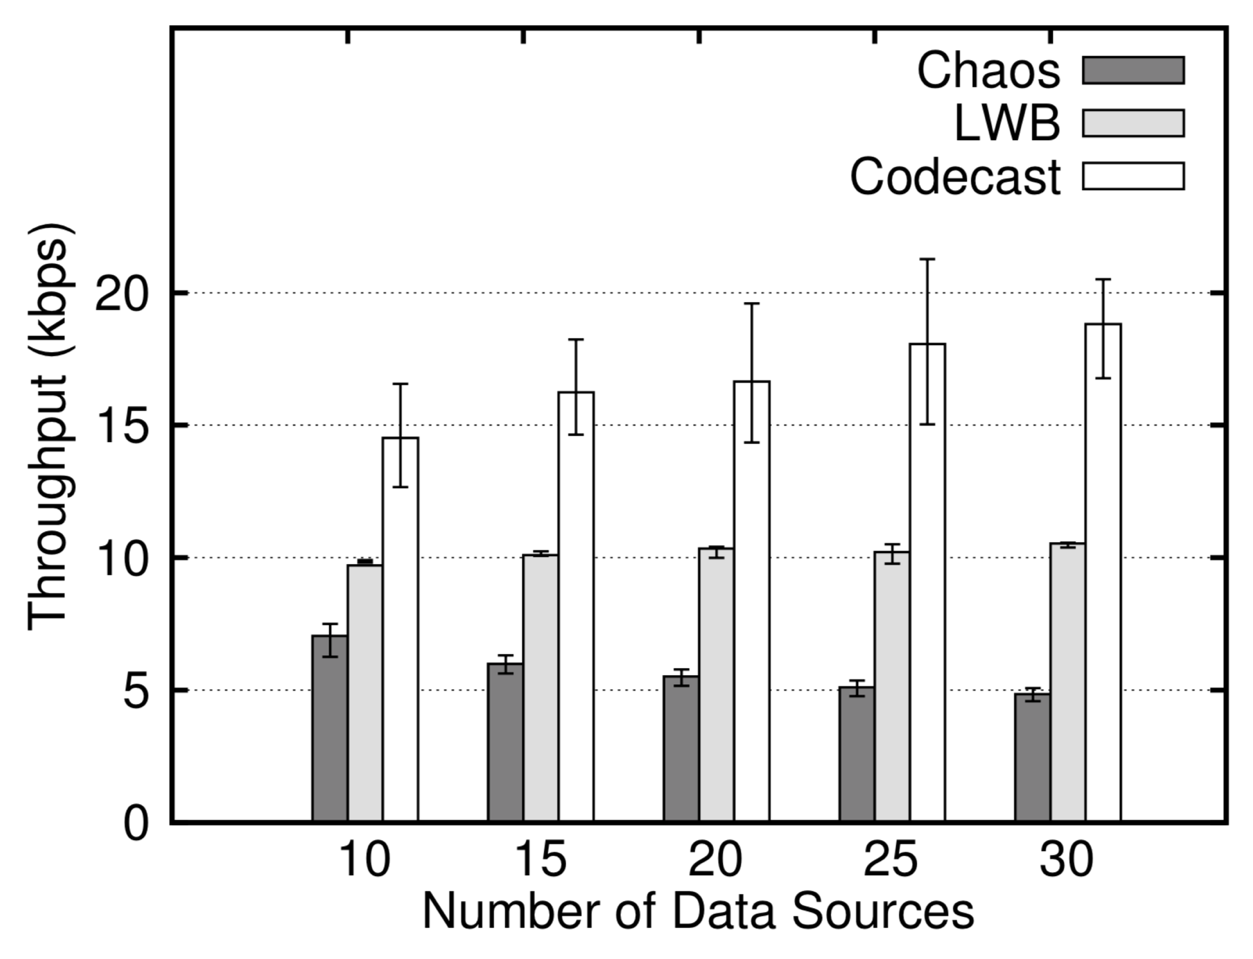 Chaos
LWB
Codecast
Throughput (kbps)
20
15
10
5
0
10 15 20 25 30
Number of Data Sources